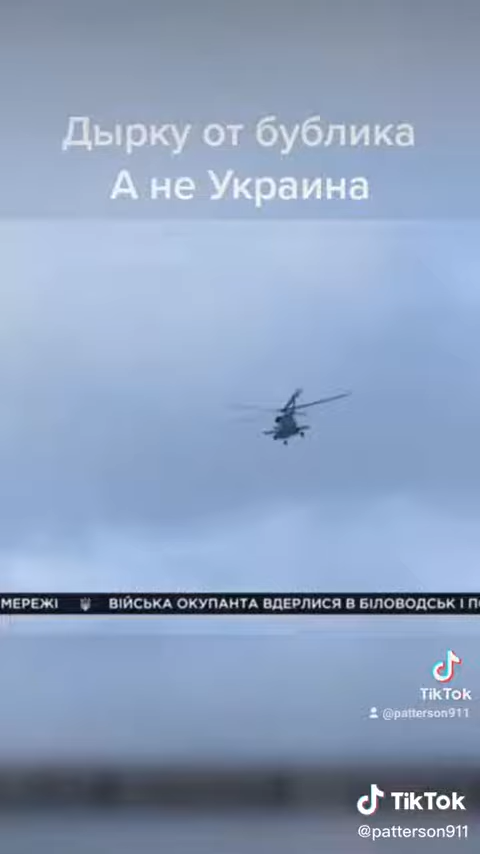 Дырку от бублика
А не Украина
МЕРЕЖІ ВІЙСЬКА ОКУПАНТА ВДЕРЛИСЯ В БІЛОВОДСЬК І П
TikTok
@patterson911
TikTok
@patterson911